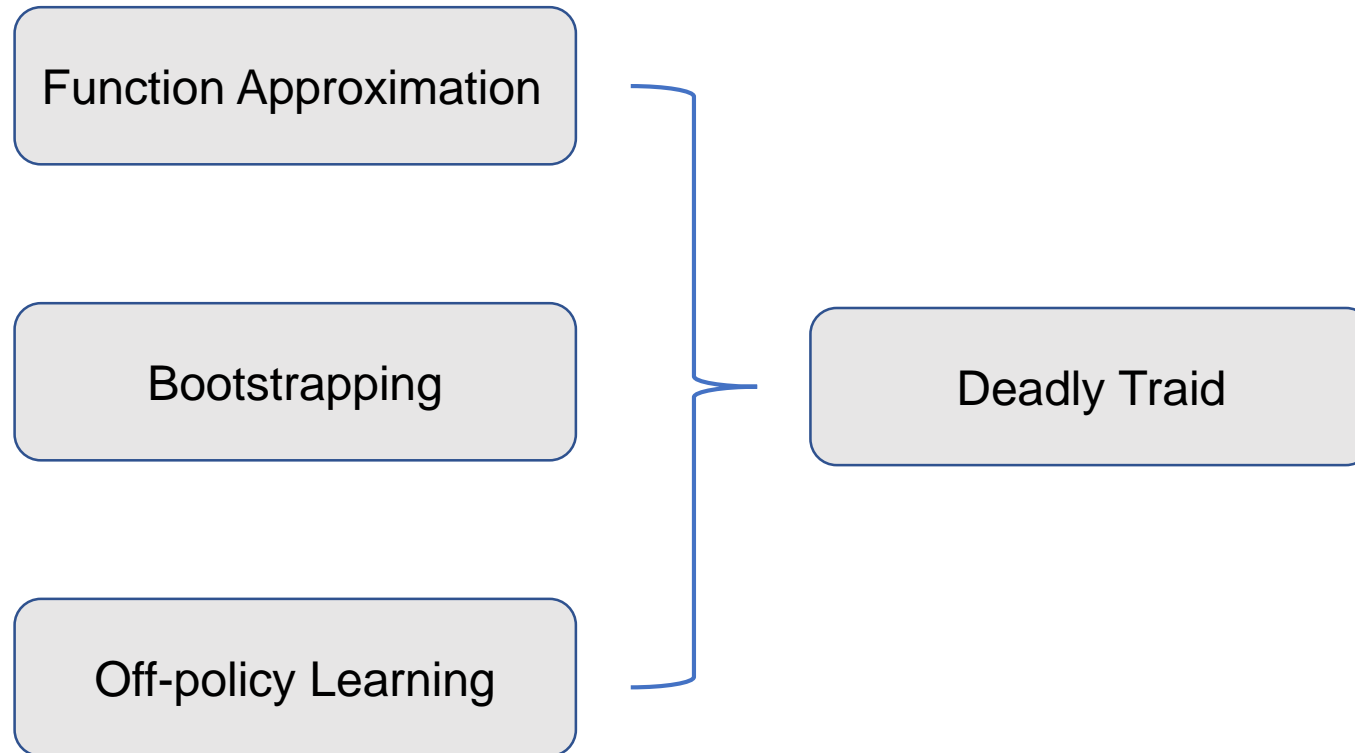 Function Approximation
Bootstrapping
Deadly Traid
Off-policy Learning